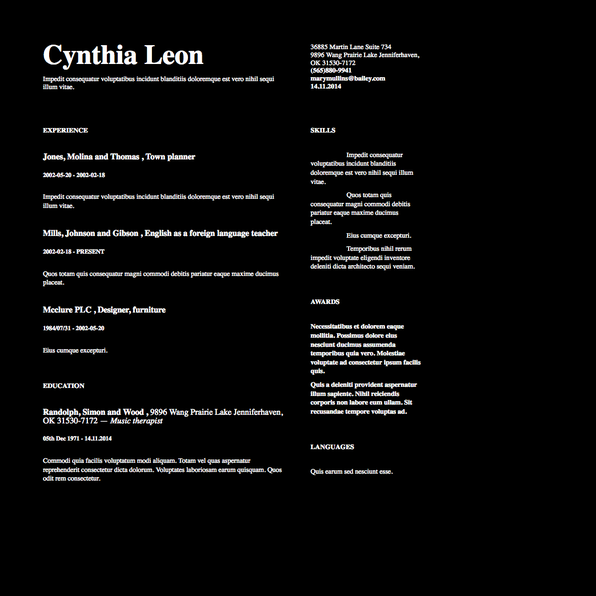 Cynthia Leon
Impedit consequatur voluptatibus incidunt blanditiis doloremque est vero nihil sequi
illum vitae.
36885 Martin Lane Suite 734
9896 Wang Prairie Lake Jenniferhaven,
OK 31530-7172
(565)880-9941
marymullins@bailey.com
14.11.2014
EXPERIENCE
Jones, Molina and Thomas , Town planner
2002-05-20 - 2002-02-18
Impedit consequatur voluptatibus incidunt blanditiis doloremque est vero nihil sequi
illum vitae.
Mills, Johnson and Gibson , English as a foreign language teacher
2002-02-18 - PRESENT
Quos totam quis consequatur magni commodi debitis pariatur eaque maxime ducimus
placeat.
Mcclure PLC , Designer, furniture
1984/07/31 - 2002-05-20
Eius cumque excepturi.
EDUCATION
Randolph, Simon and Wood , 9896 Wang Prairie Lake Jenniferhaven,
OK 31530-7172 — Music therapist
05th Dec 1971 - 14.11.2014
Commodi quia facilis voluptatum modi aliquam. Totam vel quas aspernatur
reprehenderit consectetur dicta dolorum. Voluptates laboriosam earum quisquam. Quos
odit rem consectetur.
SKILLS
Impedit consequatur
voluptatibus incidunt blanditiis
doloremque est vero nihil sequi illum
vitae.
Quos totam quis
consequatur magni commodi debitis
pariatur eaque maxime ducimus
placeat.
Eius cumque excepturi.
Temporibus nihil rerum
impedit voluptate eligendi inventore
deleniti dicta architecto sequi veniam.
AWARDS
Necessitatibus et dolorem eaque
mollitia. Possimus dolore eius
nesciunt ducimus assumenda
temporibus quia vero. Molestiae
voluptate ad consectetur ipsum facilis
quis.
Quis a deleniti provident aspernatur
illum sapiente. Nihil reiciendis
corporis non labore eum ullam. Sit
recusandae tempore voluptas ad.
LANGUAGES
Quis earum sed nesciunt esse.